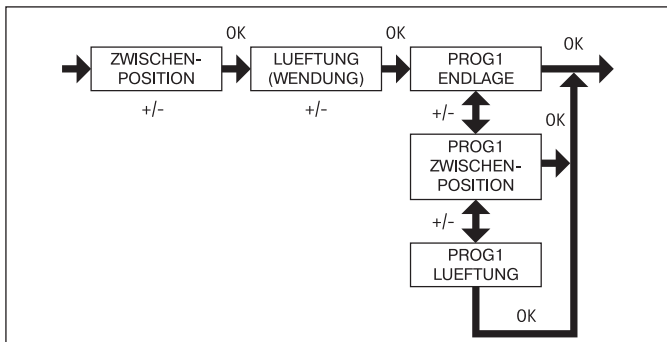 OK
OK
OK
ZWISCHEN-
POSITION
LUEFTUNG
(WENDUNG)
PROG1
ENDLAGE
+/-
+/-
+/-
OK
PROG1
ZWISCHEN-
POSITION
+/-
PROG1
LUEFTUNG
OK